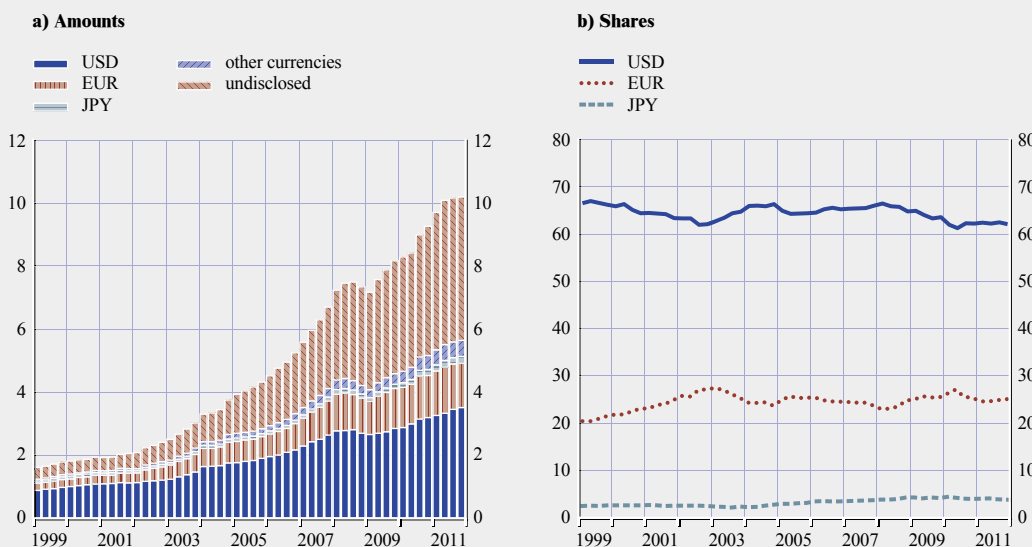 a) Amounts
USD
EUR
JPY
other currencies
undisclosed
12 12
10 10
8 8
6 6
4 4
2 2
0 0
1999 2001 2003 2005 2007 2009 2011
b) Shares
USD
EUR
JPY
80 80
70 70
60 60
50 50
40 40
30 30
20 20
10 10
0 0
1999 2001 2003 2005 2007 2009 2011